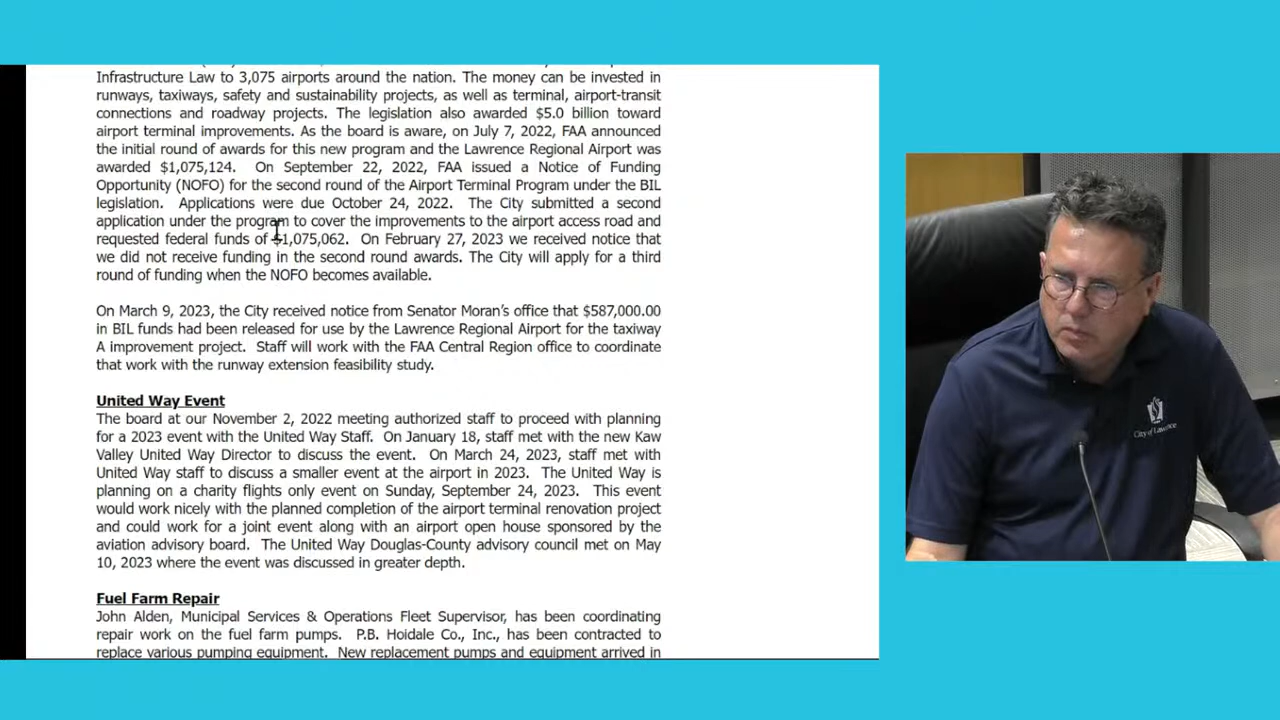 Infrastructure Law to 3,075 airports around the nation. The money can be invested in
runways, taxiways, safety and sustainability projects, as well as terminal, airport-transit
connections and roadway projects. The legislation also awarded $5.0 billion toward
airport terminal improvements. As the board is aware, on July 7, 2022, FAA announced
the initial round of awards for this new program and the Lawrence Regional Airport was
awarded $1,075,124. On September 22, 2022, FAA issued a Notice of Funding
Opportunity (NOFO) for the second round of the Airport Terminal Program under the BIL
legislation. Applications were due October 24, 2022. The City submitted a second
application under the program to cover the improvements to the airport access road and
requested federal funds of $1,075,062. On February 27, 2023 we received notice that
we did not receive funding in the second round awards. The City will apply for a third
round of funding when the NOFO becomes available.
On March 9, 2023, the City received notice from Senator Moran's office that $587,000.00
in BIL funds had been released for use by the Lawrence Regional Airport for the taxiway
A improvement project. Staff will work with the FAA Central Region office to coordinate
that work with the runway extension feasibility study.
United Way Event
The board at our November 2, 2022 meeting authorized staff to proceed with planning
for a 2023 event with the United Way Staff. On January 18, staff met with the new Kaw
Valley United Way Director to discuss the event. On March 24, 2023, staff met with
United Way staff to discuss a smaller event at the airport in 2023. The United Way is
planning on a charity flights only event on Sunday, September 24, 2023. This event
would work nicely with the planned completion of the airport terminal renovation project
and could work for a joint event along with an airport open house sponsored by the
aviation advisory board. The United Way Douglas-County advisory council met on May
10, 2023 where the event was discussed in greater depth.
Fuel Farm Repair
John Alden, Municipal Services & Operations Fleet Supervisor, has been coordinating
repair work on the fuel farm pumps. P.B. Hoidale Co., Inc., has been contracted to
replace various pumping equipment. New replacement pumps and equipment arrived in
City of Lawrence